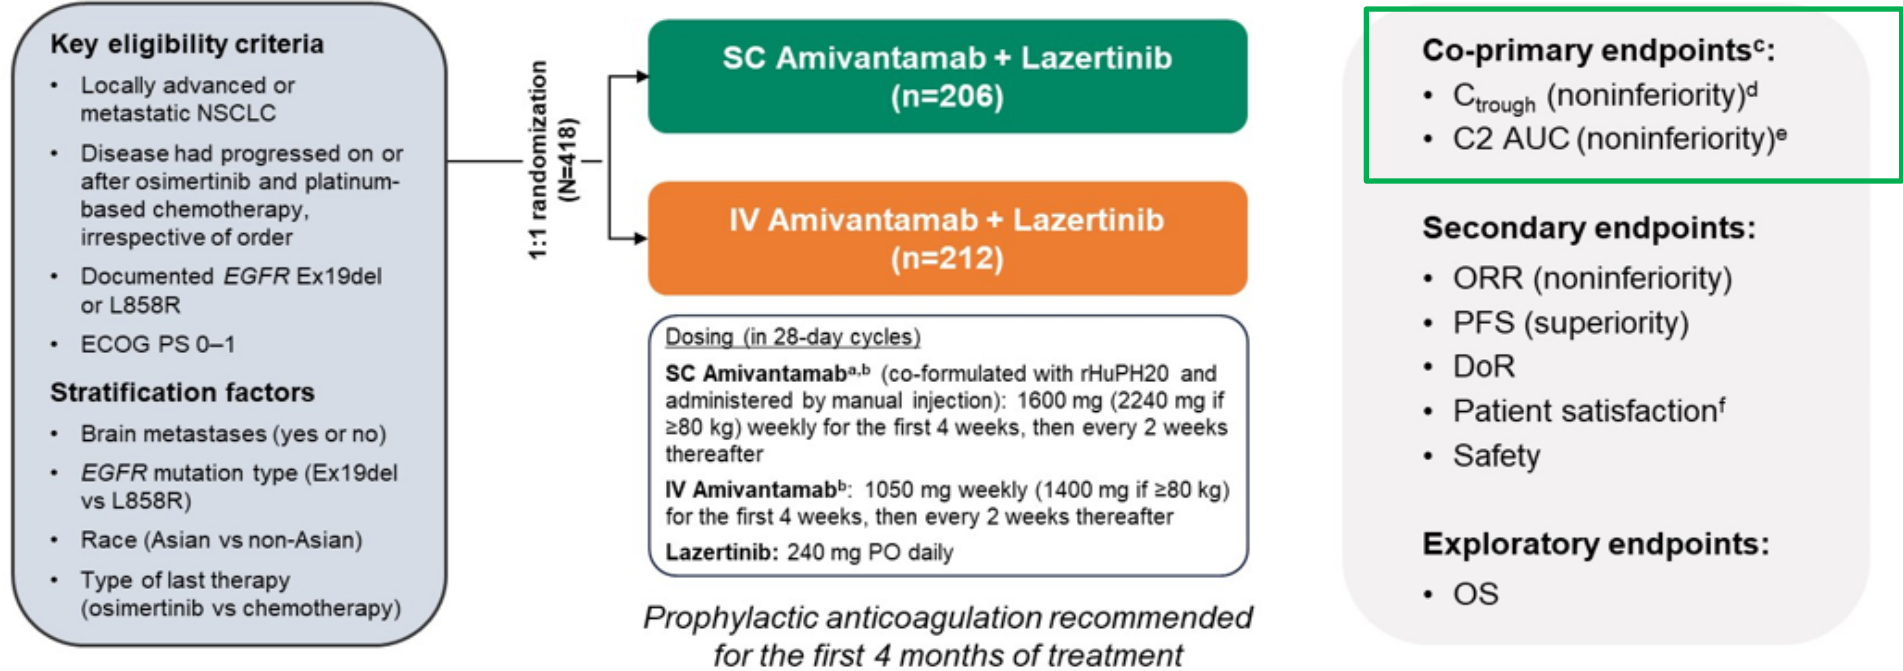 Key eligibility criteria
• Locally advanced or
metastatic NSCLC
• Disease had progressed on or
after osimertinib and platinum-
based chemotherapy,
irrespective of order
• Documented EGFR Ex19del
or L858R
• ECOG PS 0–1
Stratification factors
• Brain metastases (yes or no)
• EGFR mutation type (Ex19del
vs L858R)
• Race (Asian vs non-Asian)
• Type of last therapy
(osimertinib vs chemotherapy)
1:1 randomization
(N=418)
SC Amivantamab + Lazertinib
(n=206)
IV Amivantamab + Lazertinib
(n=212)
Dosing (in 28-day cycles)
SC Amivantamabᵃ,ᵇ (co-formulated with rHuPH20 and
administered by manual injection): 1600 mg (2240 mg if
≥80 kg) weekly for the first 4 weeks, then every 2 weeks
thereafter
IV Amivantamabᵇ: 1050 mg weekly (1400 mg if ≥80 kg)
for the first 4 weeks, then every 2 weeks thereafter
Lazertinib: 240 mg PO daily
Prophylactic anticoagulation recommended
for the first 4 months of treatment
Co-primary endpointsᶜ:
• Ctrough (noninferiority)ᵈ
• C2 AUC (noninferiority)ᵉ
Secondary endpoints:
• ORR (noninferiority)
• PFS (superiority)
• DoR
• Patient satisfactionᶠ
• Safety
Exploratory endpoints:
• OS